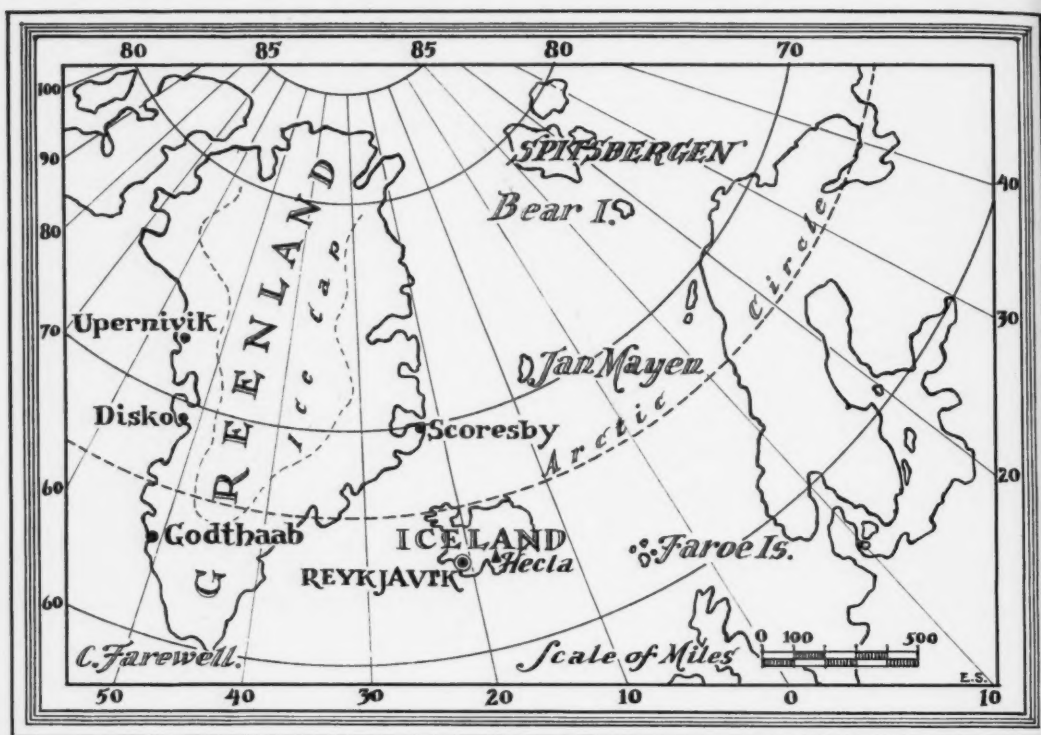 80 85 85 80 70
100
90
80
70
60
60
SPITSBERGEN
Bear I.
GREENLAND
Ice Cap
Upernivik
Disko
Godthaab
Jan Mayen
Scoresby
Arctic Circle
ICELAND
Hecla
REYKJAVIK
Faroe Is.
C. Farewell.
Scale of Miles
0 100 500
E.S.
40
30
20
50 40 30 20 10 0 10